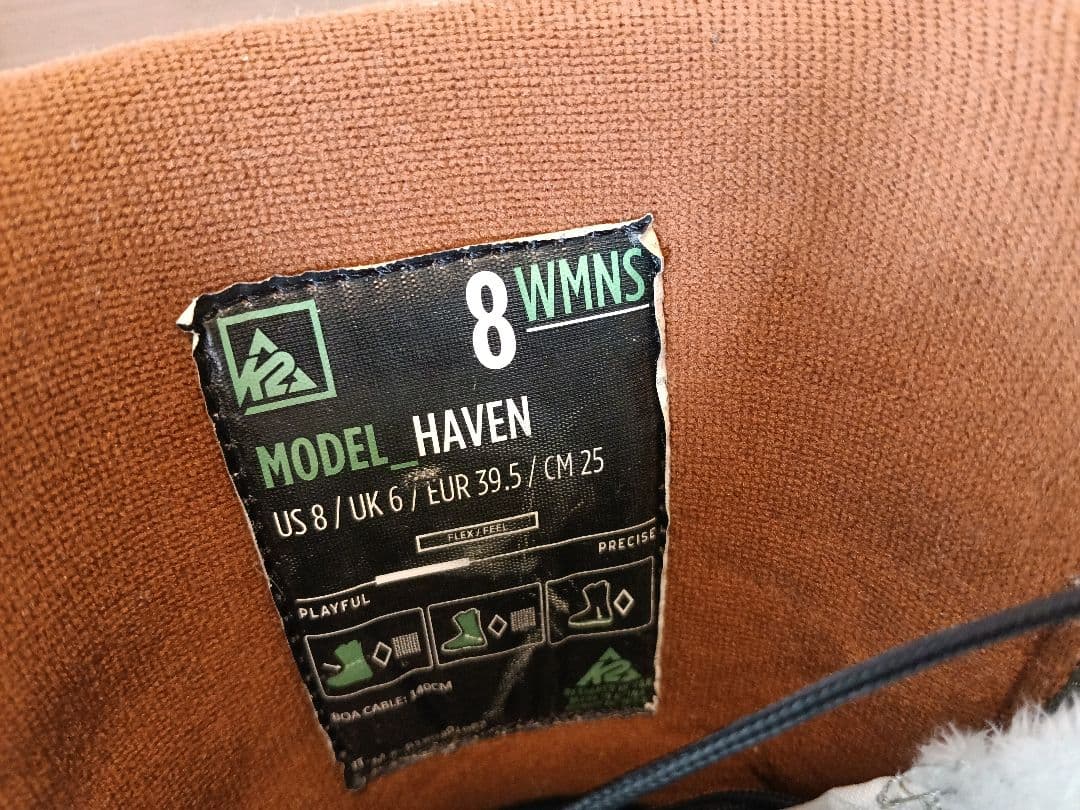 K2
8 WMNS
MODEL_HAVEN
US 8 / UK 6 / EUR 39.5 / CM 25
FLEX / FEEL
PRECISE
PLAYFUL
BOA CABLE: 140CM
K2